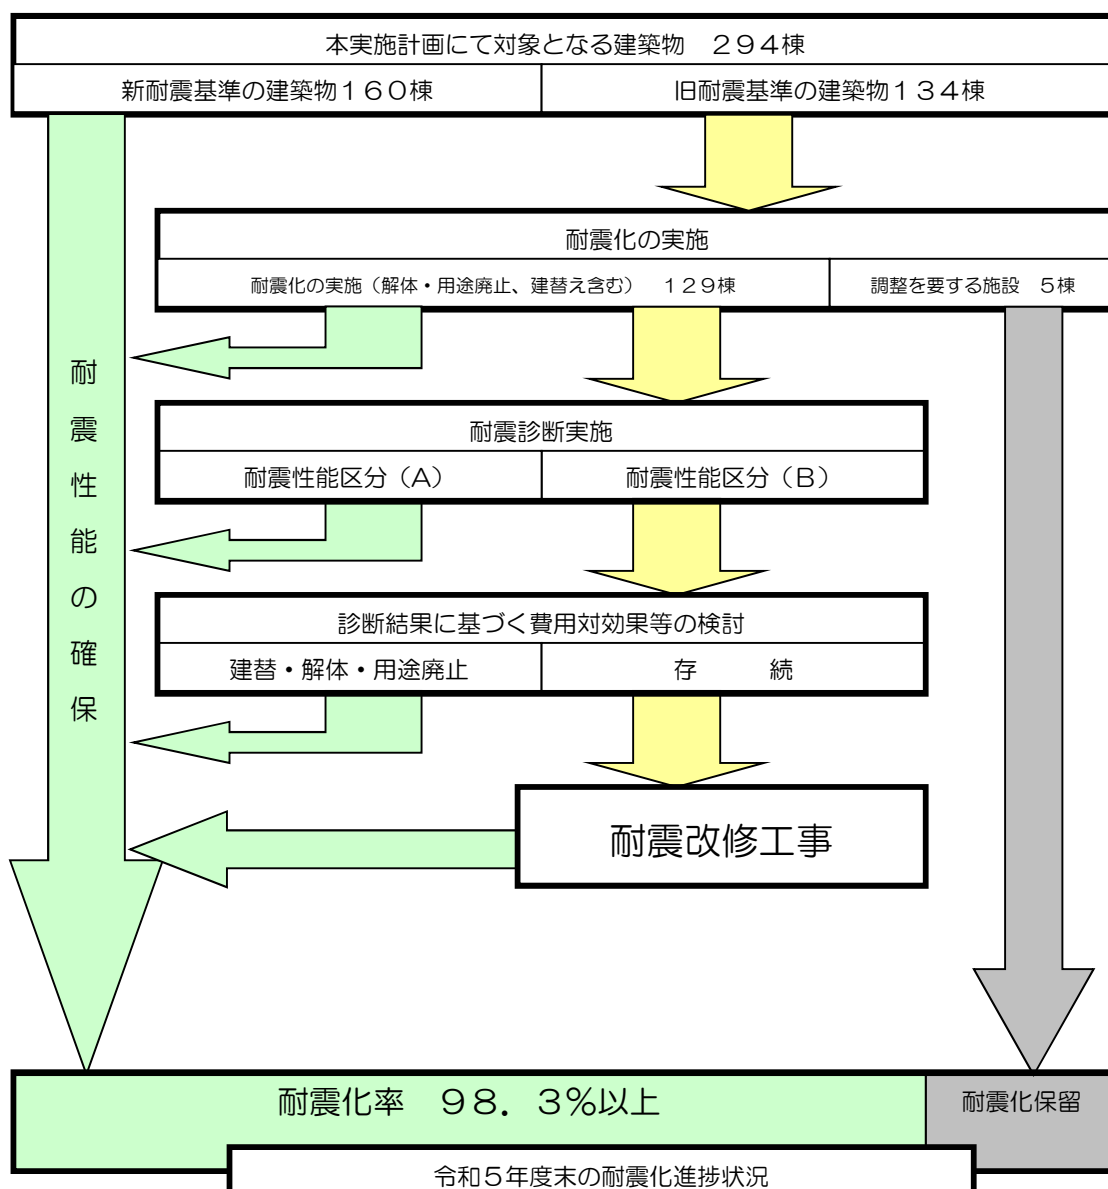 本実施計画にて対象となる建築物　２９４棟
新耐震基準の建築物１６０棟
旧耐震基準の建築物１３４棟
耐震化の実施
耐震化の実施（解体・用途廃止、建替え含む）　１２９棟
調整を要する施設　５棟
耐震性能の確保
耐震診断実施
耐震性能区分（A）
耐震性能区分（B）
診断結果に基づく費用対効果等の検討
建替・解体・用途廃止
存　　　続
耐震改修工事
耐震化率　９８．３％以上
耐震化保留
令和５年度末の耐震化進捗状況